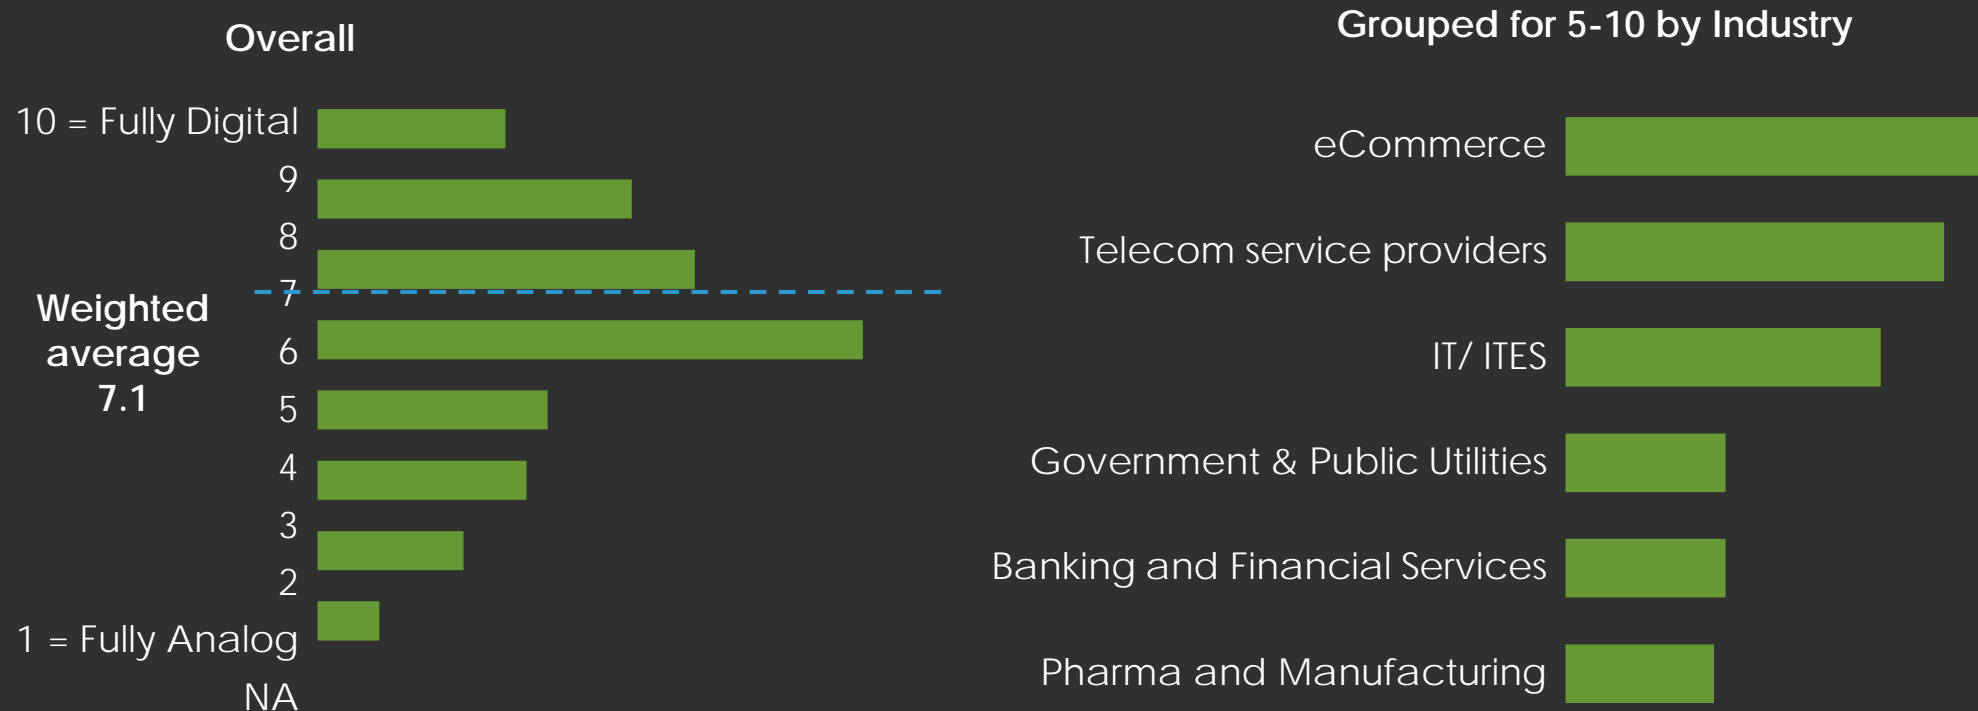 Overall
10 = Fully Digital
9
8
7
6
5
4
3
2
1 = Fully Analog
NA
Weighted
average
7.1
Grouped for 5-10 by Industry
eCommerce
Telecom service providers
IT/ ITES
Government & Public Utilities
Banking and Financial Services
Pharma and Manufacturing